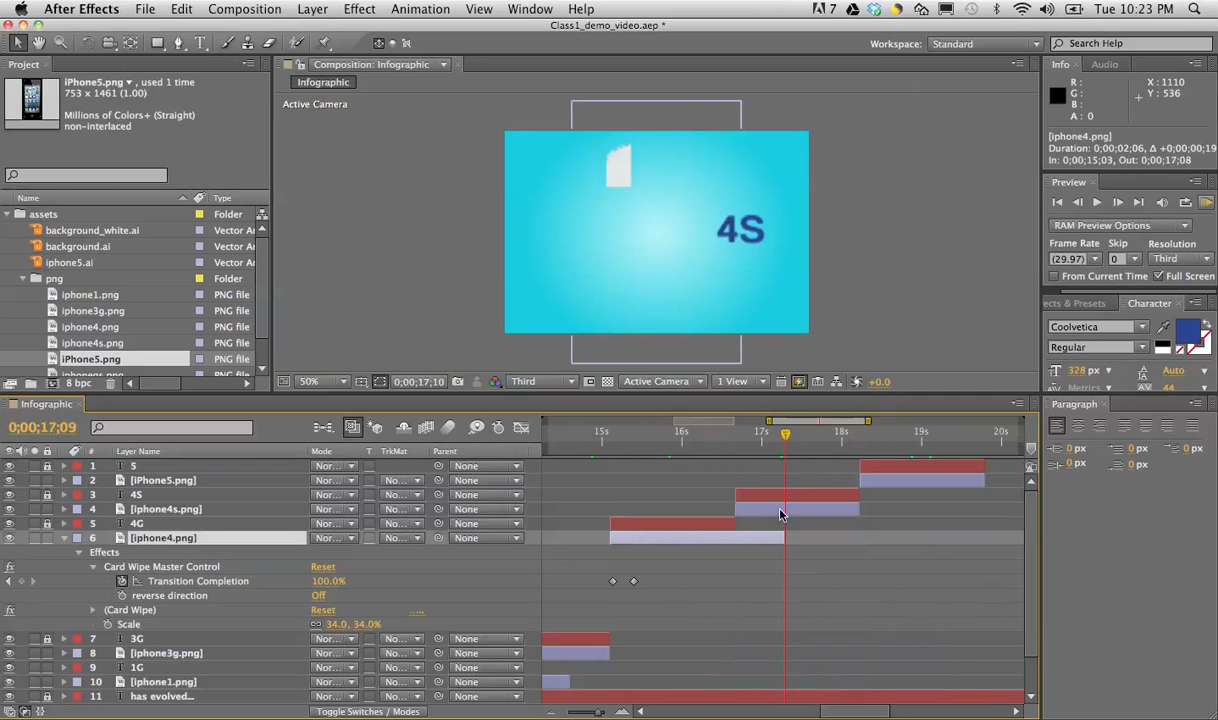 After Effects File Edit Composition Layer Effect Animation View Window Help 7 Tue 10:23 PM
Class1_demo_video.aep *
Workspace: Standard Search Help
Project
Composition: Infographic
Info Audio
iPhone5.png ▾ , used 1 time
753 x 1461 (1.00)
Millions of Colors+ (Straight)
non-interlaced
Infographic
Active Camera
R :
G :
B :
A : 0
X : 1110
Y : 536
[iphone4.png]
Duration: 0;00;02;06, Δ +0;00;00;19
In: 0;00;15;03, Out: 0;00;17;08
Preview
RAM Preview Options
Frame Rate Skip Resolution
(29.97) 0 Third
From Current Time Full Screen
Name Type
assets Folder
background_white.ai Vector Ar
background.ai Vector Ar
iphone5.ai Vector Ar
png Folder
iphone1.png PNG file
iphone3g.png PNG file
iphone4.png PNG file
iphone4s.png PNG file
iPhone5.png PNG file
8 bpc
4S
50% 0;00;17;10 Third Active Camera 1 View +0.0
ects & Presets Character
Coolvetica
Regular
328 px Auto
Metrics 44
Infographic
0;00;17;09
# Layer Name Mode T TrkMat Parent
15s 16s 17s 18s 19s 20s
1 T 5 Nor... None
2 [iPhone5.png] Nor... No... None
3 T 4S Nor... No... None
4 [iphone4s.png] Nor... No... None
5 T 4G Nor... No... None
6 [iphone4.png] Nor... No... None
Effects
fx Card Wipe Master Control Reset
Transition Completion 100.0%
reverse direction Off
fx (Card Wipe) Reset .....
Scale 34.0, 34.0%
7 T 3G Nor... No... None
8 [iphone3g.png] Nor... No... None
9 T 1G Nor... No... None
10 [iphone1.png] Nor... No... None
11 T has evolved... Nor... No... None
Toggle Switches / Modes
Paragraph
0 px 0 px 0 px
0 px 0 px